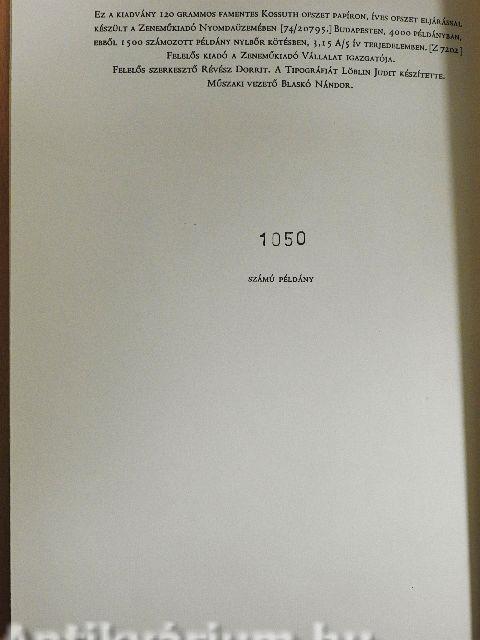 Ez a kiadvány 120 grammos famentes Kossuth ofszet papíron, íves ofszet eljárással
készült a Zeneműkiadó Nyomdaüzemében [74/20795.] Budapesten, 4000 példányban,
ebből 1500 számozott példány nylbőr kötésben, 3,15 A/5 ív terjedelemben. [Z 7202]
Felelős kiadó a Zeneműkiadó Vállalat igazgatója.
Felelős szerkesztő Révész Dorrit. A Tipográfiát Löblin Judit készítette.
Műszaki vezető Blaskó Nándor.
1050
számú példány
Antikvárium.hu